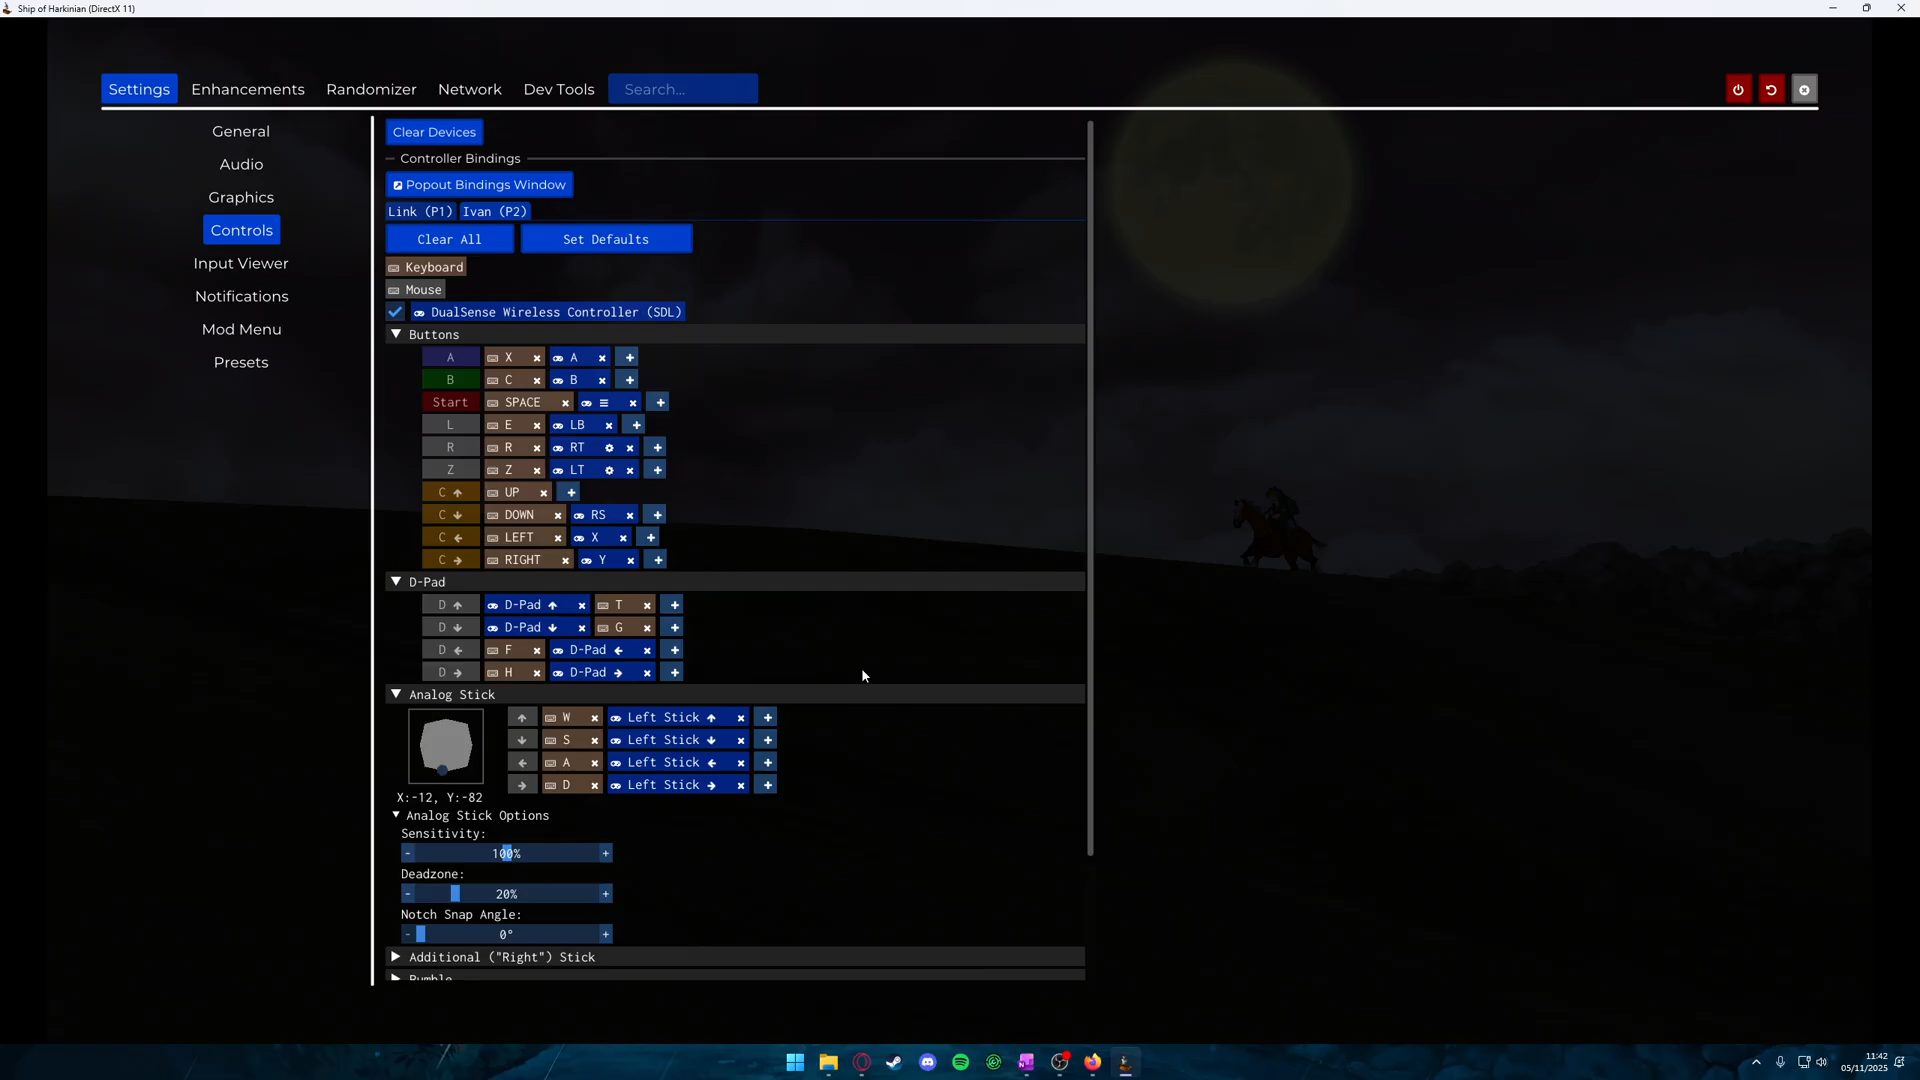 Ship of Harkinian (DirectX 11)
Settings Enhancements Randomizer Network Dev Tools Search...
General
Audio
Graphics
Controls
Input Viewer
Notifications
Mod Menu
Presets
Clear Devices
Controller Bindings
Popout Bindings Window
Link (P1) Ivan (P2)
Clear All Set Defaults
Keyboard
Mouse
DualSense Wireless Controller (SDL)
Buttons
A X A +
B C B +
Start SPACE ≡ +
L E LB +
R R RT +
Z Z LT +
C ↑ UP +
C ↓ DOWN RS +
C ← LEFT X +
C → RIGHT Y +
D-Pad
D ↑ D-Pad ↑ T +
D ↓ D-Pad ↓ G +
D ← F D-Pad ← +
D → H D-Pad → +
Analog Stick
↑ W Left Stick ↑ +
↓ S Left Stick ↓ +
← A Left Stick ← +
→ D Left Stick → +
X:-12, Y:-82
Analog Stick Options
Sensitivity:
- 100% +
Deadzone:
- 20% +
Notch Snap Angle:
- 0° +
Additional ("Right") Stick
Rumble
11:42
05/11/2025